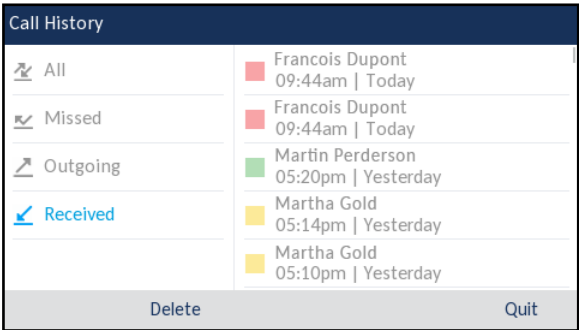 Call History
All
Missed
Outgoing
Received
Francois Dupont
09:44am | Today
Francois Dupont
09:44am | Today
Martin Perderson
05:20pm | Yesterday
Martha Gold
05:14pm | Yesterday
Martha Gold
05:10pm | Yesterday
Delete
Quit